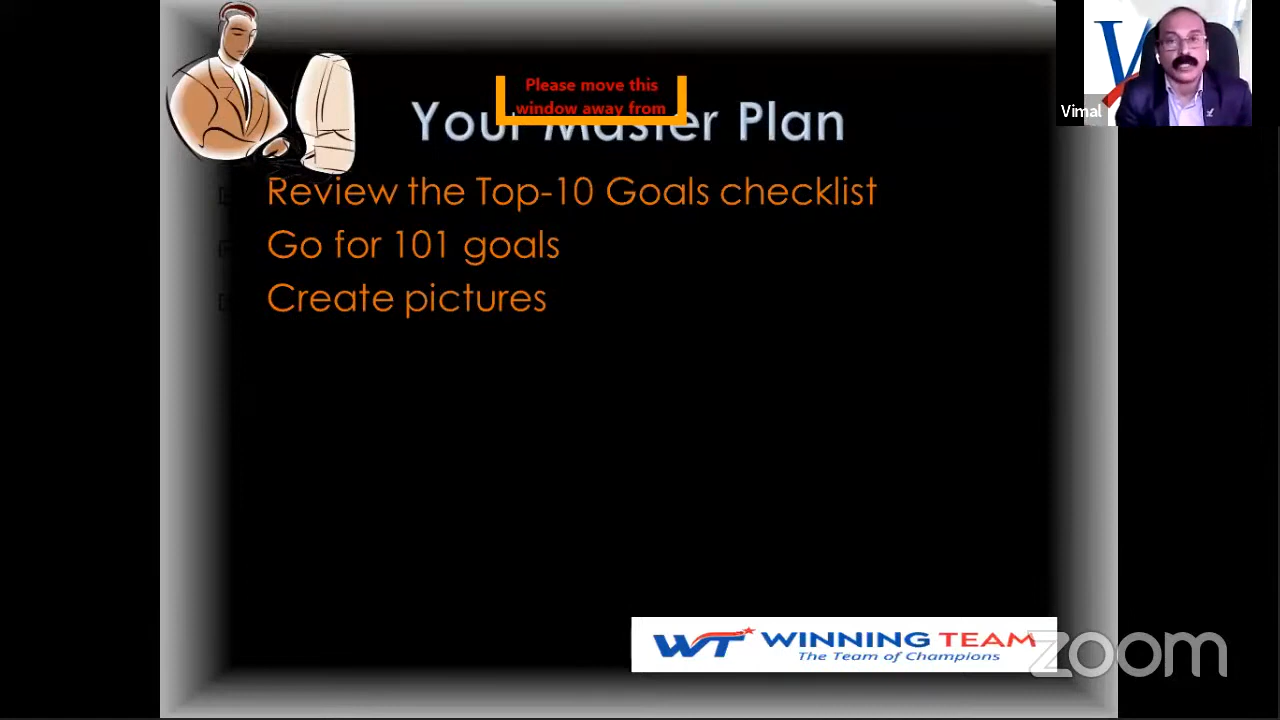 Please move this
window away from
Your Master Plan
Vimal
Review the Top-10 Goals checklist
Go for 101 goals
Create pictures
WT WINNING TEAM
The Team of Champions
zoom